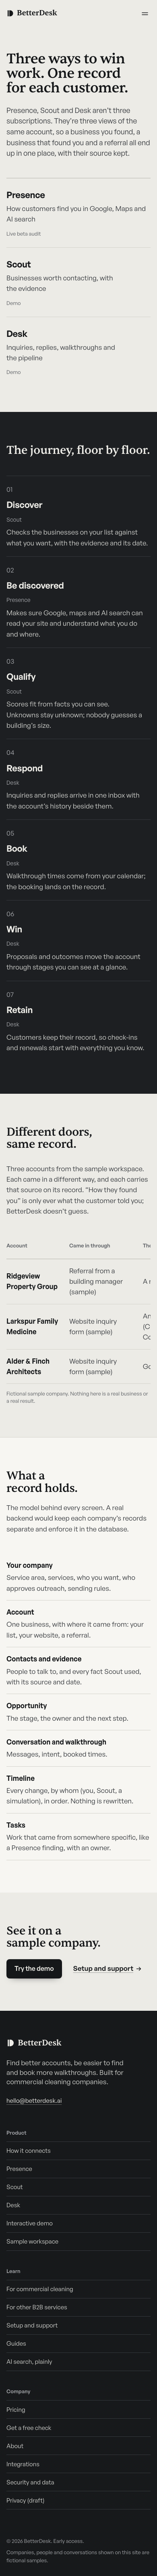 BetterDesk
Three ways to win
work. One record
for each customer.
Presence, Scout and Desk aren't three
subscriptions. They're three views of the
same account, so a business you found, a
business that found you and a referral all end
up in one place, with their source kept.
Presence
How customers find you in Google, Maps and
AI search
Live beta audit
Scout
Businesses worth contacting, with
the evidence
Demo
Desk
Inquiries, replies, walkthroughs and
the pipeline
Demo
The journey, floor by floor.
01
Discover
Scout
Checks the businesses on your list against
what you want, with the evidence and its date.
02
Be discovered
Presence
Makes sure Google, maps and AI search can
read your site and understand what you do
and where.
03
Qualify
Scout
Scores fit from facts you can see.
Unknowns stay unknown; nobody guesses a
building's size.
04
Respond
Desk
Inquiries and replies arrive in one inbox with
the account's history beside them.
05
Book
Desk
Walkthrough times come from your calendar;
the booking lands on the record.
06
Win
Desk
Proposals and outcomes move the account
through stages you can see at a glance.
07
Retain
Desk
Customers keep their record, so check-ins
and renewals start with everything you know.
Different doors,
same record.
Three accounts from the sample workspace.
Each came in a different way, and each carries
that source on its record. "How they found
you" is only ever what the customer told you;
BetterDesk doesn't guess.
Account Came in through
Ridgeview
Property Group
Referral from a
building manager
(sample)
Larkspur Family
Medicine
Website inquiry
form (sample)
Alder & Finch
Architects
Website inquiry
form (sample)
Fictional sample company. Nothing here is a real business or
a real result.
What a
record holds.
The model behind every screen. A real
backend would keep each company's records
separate and enforce it in the database.
Your company
Service area, services, who you want, who
approves outreach, sending rules.
Account
One business, with where it came from: your
list, your website, a referral.
Contacts and evidence
People to talk to, and every fact Scout used,
with its source and date.
Opportunity
The stage, the owner and the next step.
Conversation and walkthrough
Messages, intent, booked times.
Timeline
Every change, by whom (you, Scout, a
simulation), in order. Nothing is rewritten.
Tasks
Work that came from somewhere specific, like
a Presence finding, with an owner.
See it on a
sample company.
Try the demo Setup and support →
BetterDesk
Find better accounts, be easier to find
and book more walkthroughs. Built for
commercial cleaning companies.
hello@betterdesk.ai
Product
How it connects
Presence
Scout
Desk
Interactive demo
Sample workspace
Learn
For commercial cleaning
For other B2B services
Setup and support
Guides
AI search, plainly
Company
Pricing
Get a free check
About
Integrations
Security and data
Privacy (draft)
© 2026 BetterDesk. Early access.
Companies, people and conversations shown on this site are
fictional samples.